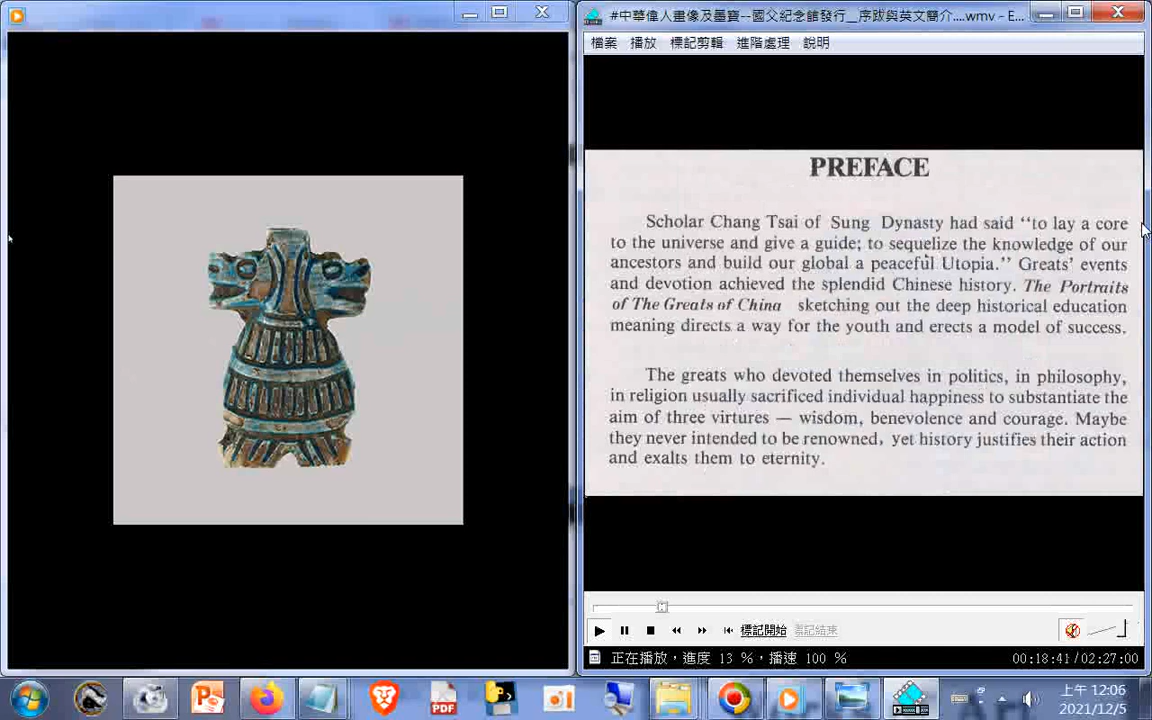 #中華偉人畫像及墨寶--國父紀念館發行__序跋與英文簡介....wmv - E...
檔案 播放 標記剪輯 進階處理 說明
PREFACE
Scholar Chang Tsai of Sung Dynasty had said “to lay a core
to the universe and give a guide; to sequelize the knowledge of our
ancestors and build our global a peaceful Utopia.” Greats’ events
and devotion achieved the splendid Chinese history. The Portraits
of The Greats of China sketching out the deep historical education
meaning directs a way for the youth and erects a model of success.
The greats who devoted themselves in politics, in philosophy,
in religion usually sacrificed individual happiness to substantiate the
aim of three virtures — wisdom, benevolence and courage. Maybe
they never intended to be renowned, yet history justifies their action
and exalts them to eternity.
標記開始 標記結束
正在播放，進度 13 %，播速 100 %
00:18:41 / 02:27:00
PDF
上午 12:06
2021/12/5